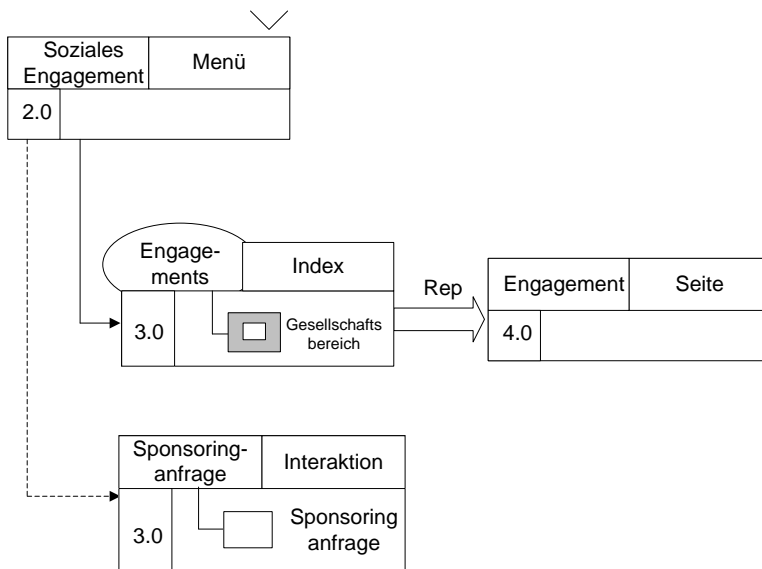 Soziales
Engagement
Menü
2.0
Engage-
ments
Index
3.0
Gesellschafts
bereich
Rep
Engagement
Seite
4.0
Sponsoring-
anfrage
Interaktion
3.0
Sponsoring
anfrage